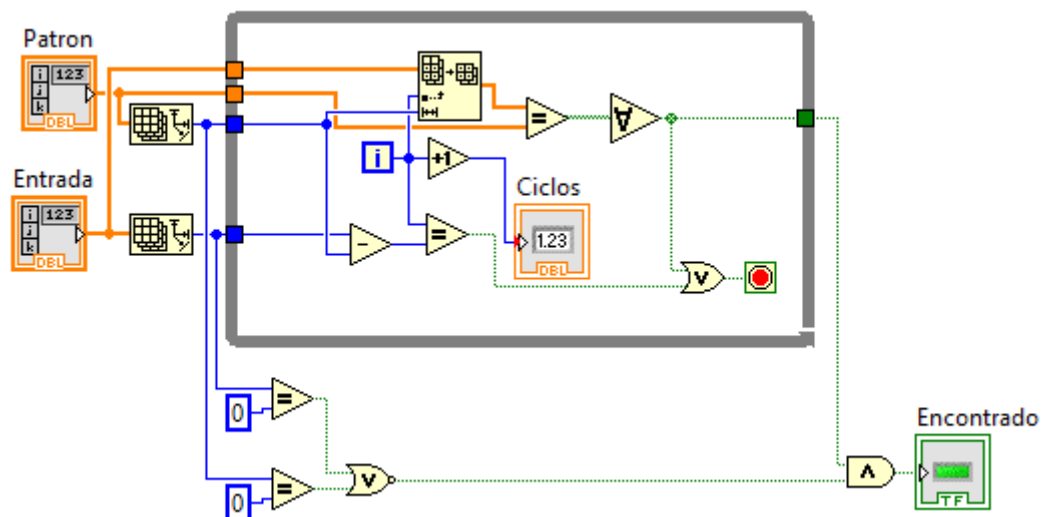 Patron
i
j
k
123
DBL
Entrada
i
j
k
123
DBL
i
+1
Ciclos
1.23
DBL
=
∀
-
=
V
0
=
0
=
V
Λ
Encontrado
TF